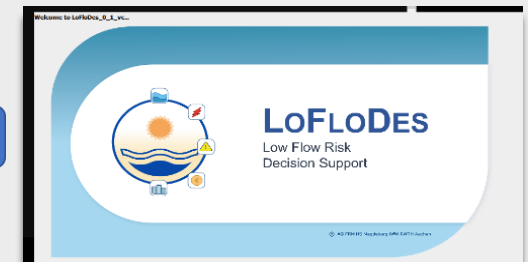 Welcome to LoFloDes_0_1_vc...
LOFLODES
Low Flow Risk
Decision Support